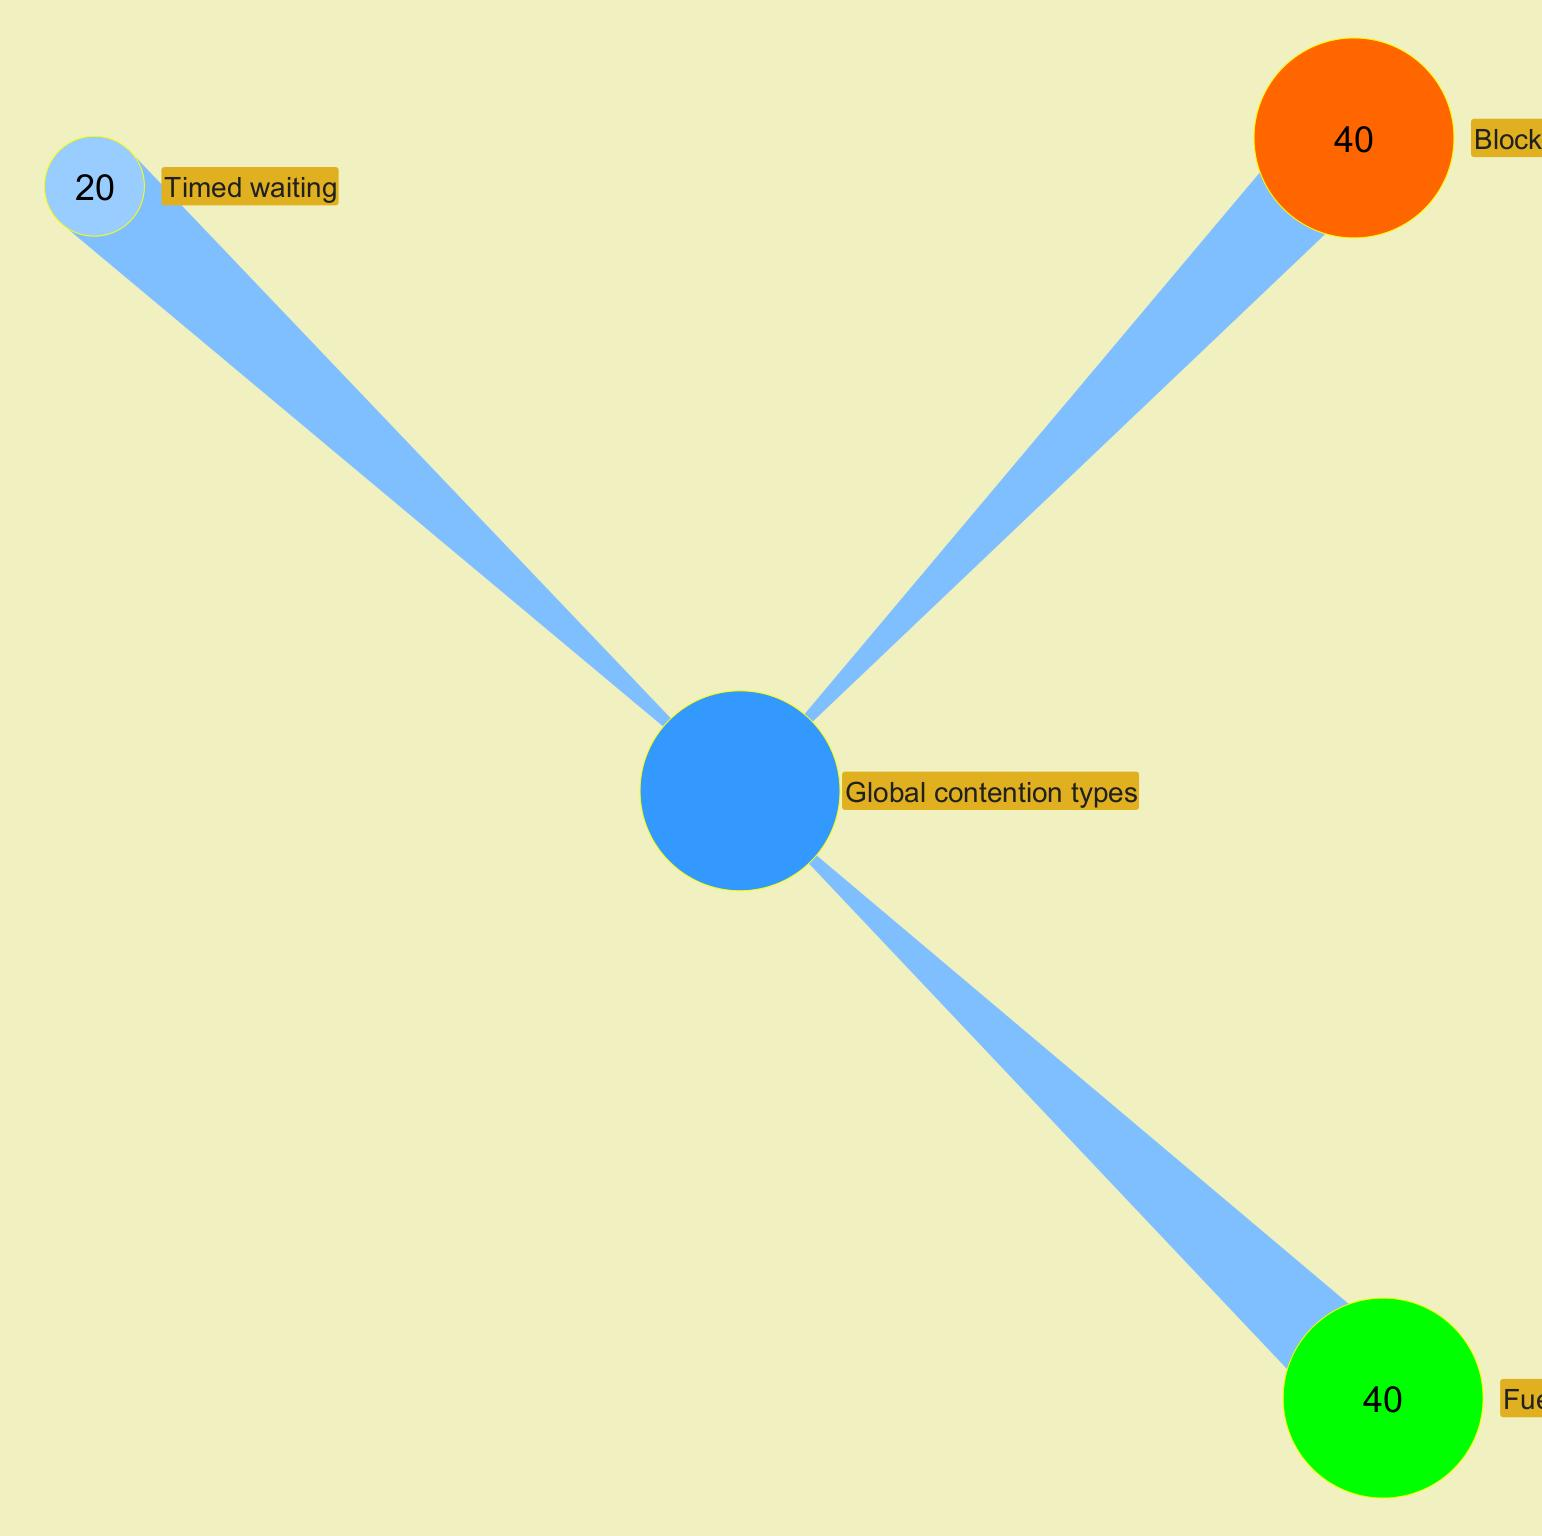 40
Block
20
Timed waiting
Global contention types
40
Fue